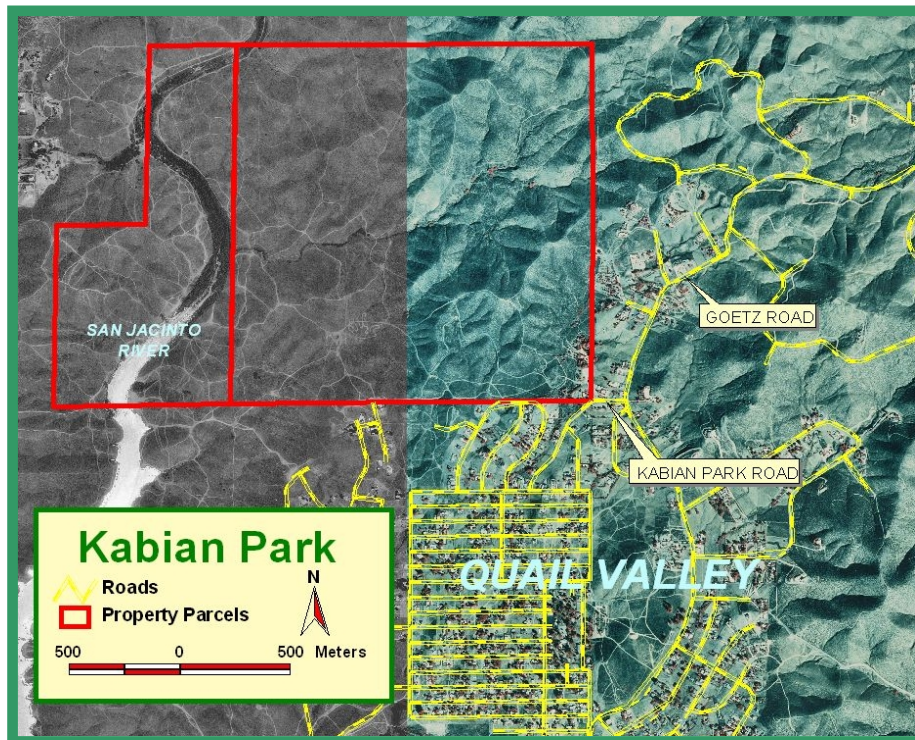 SAN JACINTO
RIVER
GOETZ ROAD
KABIAN PARK ROAD
QUAIL VALLEY
Kabian Park
Roads
Property Parcels
N
500 0 500 Meters